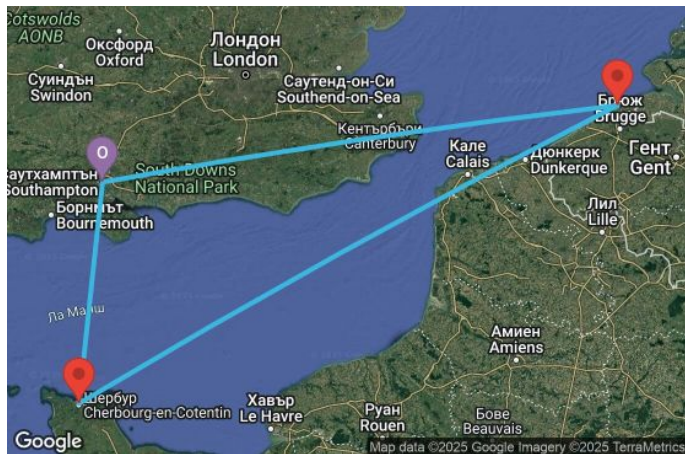 Cotswolds
AONB
Оксфорд
Oxford
Лондон
London
Суиндън
Swindon
Саутенд-он-Си
Southend-on-Sea
Брюж
Brugge
Кентърбъри
Canterbury
Кале
Calais
Дюнкерк
Dunkerque
Гент
Gent
O
Саутхамптън
Southampton
South Downs
National Park
Борнмът
Bournemouth
Лил
Lille
Ла Манш
Амиен
Amiens
Шербур
Cherbourg-en-Cotentin
Хавър
Le Havre
Руан
Rouen
Бове
Beauvais
Google
Map data ©2025 Google Imagery ©2025 TerraMetrics